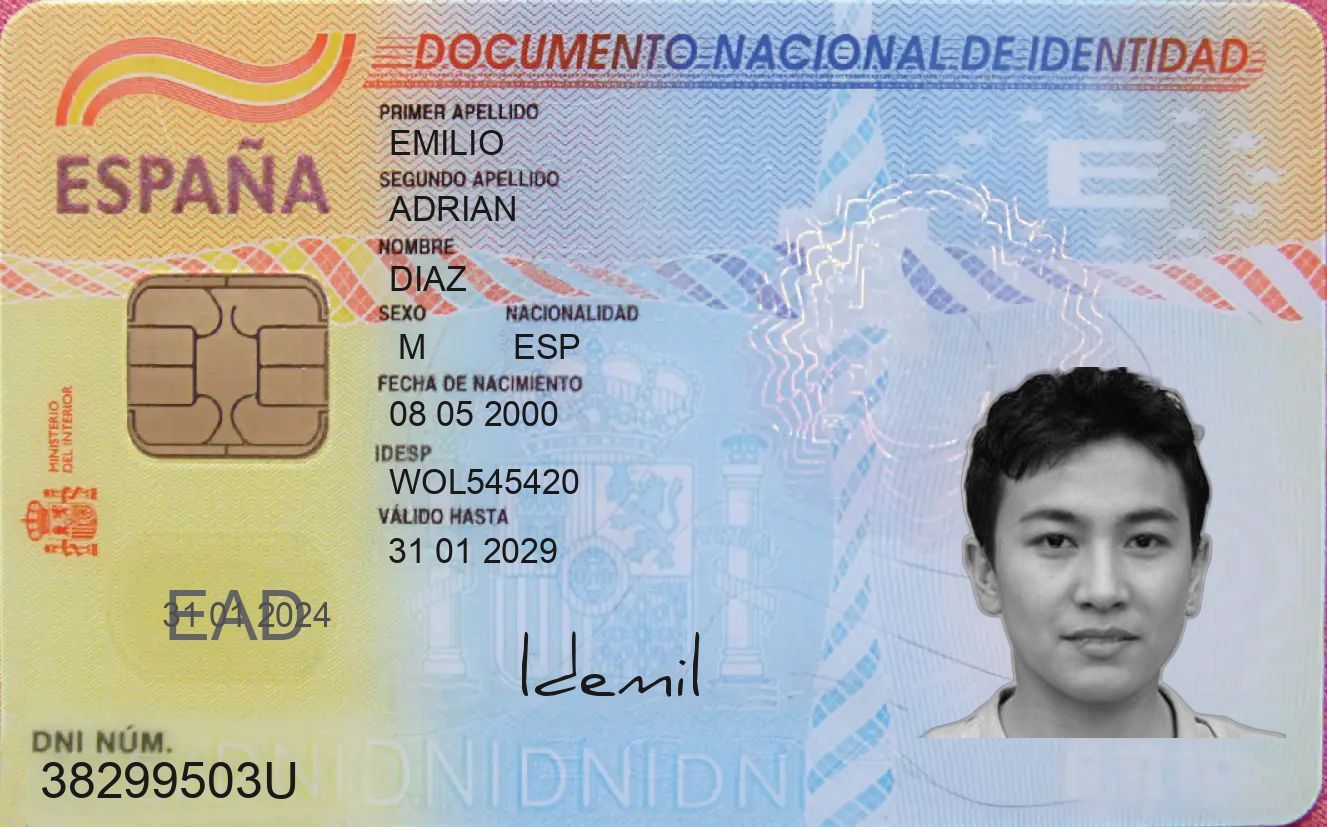 DOCUMENTO NACIONAL DE IDENTIDAD
ESPAÑA
PRIMER APELLIDO
EMILIO
SEGUNDO APELLIDO
ADRIAN
NOMBRE
DIAZ
SEXO NACIONALIDAD
M ESP
FECHA DE NACIMIENTO
08 05 2000
IDESP
WOL545420
VÁLIDO HASTA
31 01 2029
MINISTERIO
DEL INTERIOR
E
31 01 2024
EAD
Idemil
DNI NÚM.
38299503U
DNIDNIDNIDNI